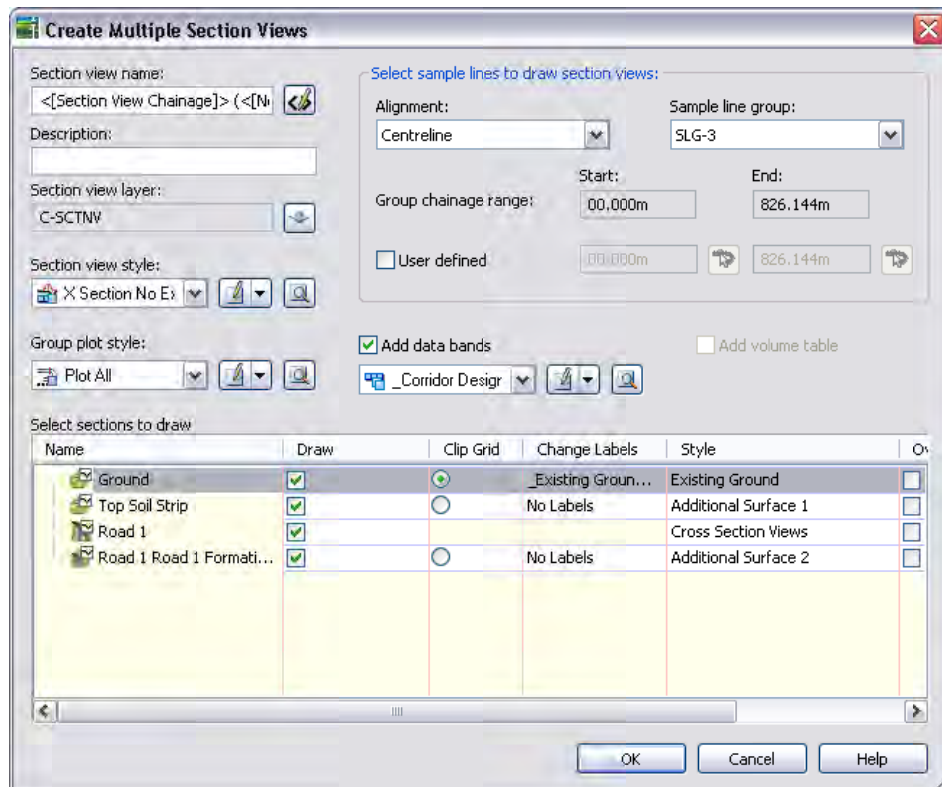 Create Multiple Section Views
Section view name:
<[Section View Chainage]> (<[N
Description:
Section view layer:
C-SCTNV
Section view style:
X Section No E
Group plot style:
Plot All
Select sample lines to draw section views:
Alignment:
Centreline
Sample line group:
SLG-3
Start:
End:
Group chainage range:
00.000m
826.144m
User defined
00.000m
826.144m
Add data bands
Add volume table
_Corridor Desigr
Select sections to draw
Name Draw Clip Grid Change Labels Style
Ground _Existing Groun... Existing Ground
Top Soil Strip No Labels Additional Surface 1
Road 1 Cross Section Views
Road 1 Road 1 Formati... No Labels Additional Surface 2
OK Cancel Help